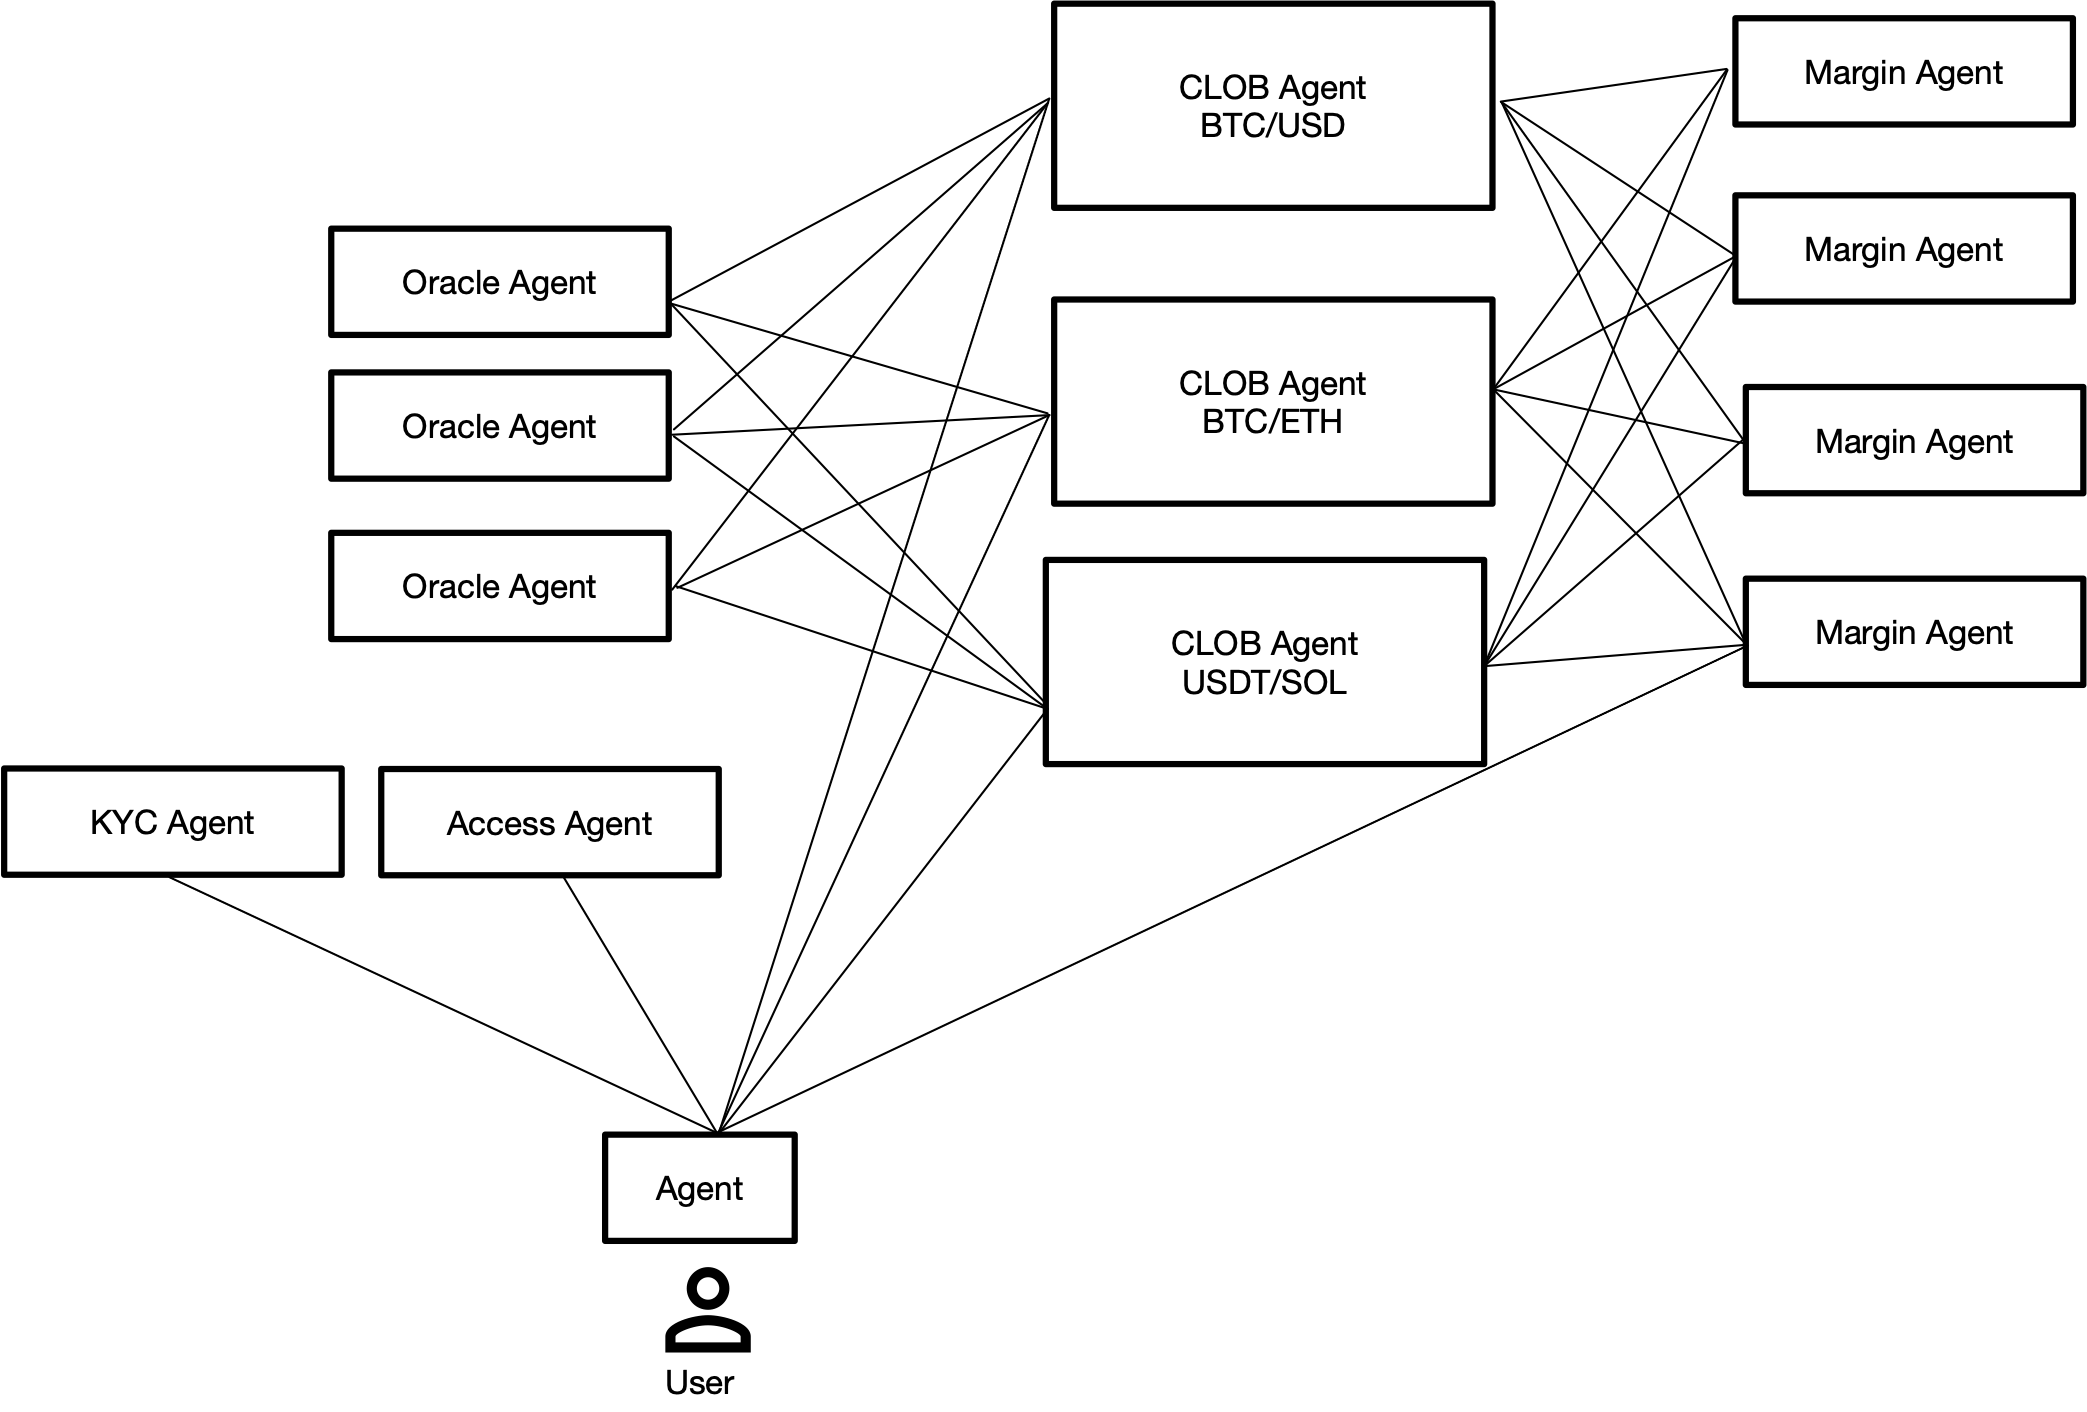 CLOB Agent
BTC/USD
Margin Agent
Margin Agent
Oracle Agent
CLOB Agent
BTC/ETH
Oracle Agent
Margin Agent
Oracle Agent
CLOB Agent
USDT/SOL
Margin Agent
KYC Agent
Access Agent
Agent
User